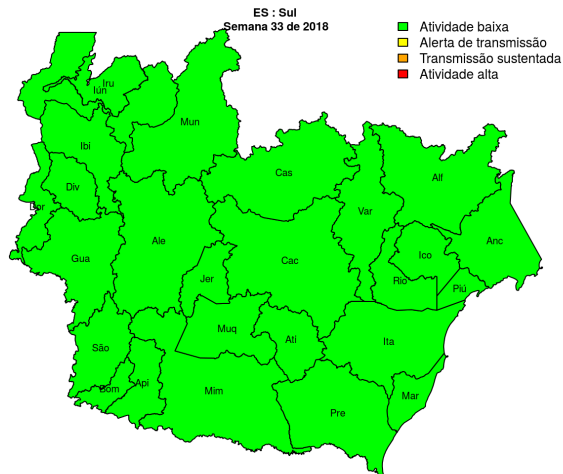 ES : Sul
Semana 33 de 2018
Atividade baixa
Alerta de transmissão
Transmissão sustentada
Atividade alta
Iru
Iún
Mun
Ibi
Cas
Alf
Div
Dor
Var
Ale
Anc
Gua
Cac
Ico
Jer
Rio
Piú
Muq
Ati
Ita
São
Api
Bom
Mim
Mar
Pre